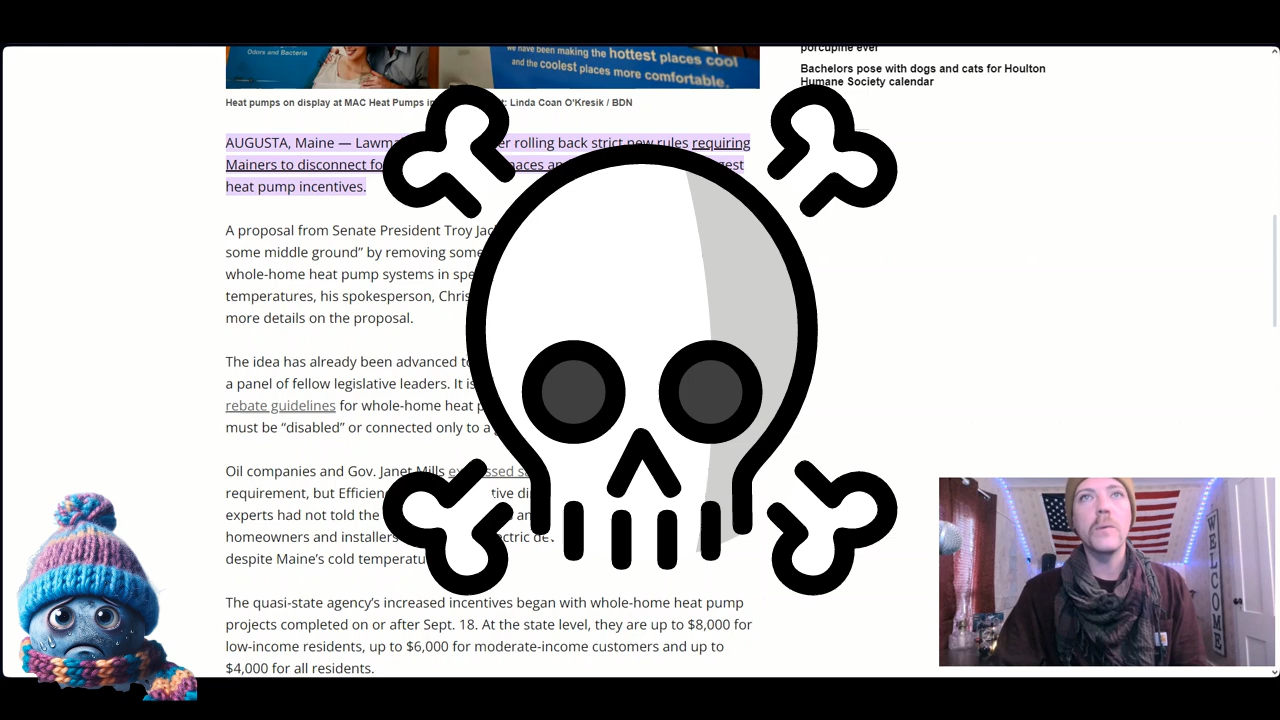 Odors and Bacteria
we have been making the hottest places cool
and the coolest places more comfortable.
porcupine ever
Bachelors pose with dogs and cats for Houlton
Humane Society calendar
Heat pumps on display at MAC Heat Pumps in t: Linda Coan O'Kresik / BDN
AUGUSTA, Maine — Lawma er rolling back strict new rules requiring
Mainers to disconnect fo naces an gest
heat pump incentives.
A proposal from Senate President Troy Jac
some middle ground” by removing some
whole-home heat pump systems in spe
temperatures, his spokesperson, Chris
more details on the proposal.
The idea has already been advanced to
a panel of fellow legislative leaders. It is
rebate guidelines for whole-home heat p
must be “disabled” or connected only to a g
Oil companies and Gov. Janet Mills ex ssed s
requirement, but Efficienc tive di
experts had not told the an
homeowners and installers ectric de
despite Maine’s cold temperatu
The quasi-state agency’s increased incentives began with whole-home heat pump
projects completed on or after Sept. 18. At the state level, they are up to $8,000 for
low-income residents, up to $6,000 for moderate-income customers and up to
$4,000 for all residents.
WELCOME